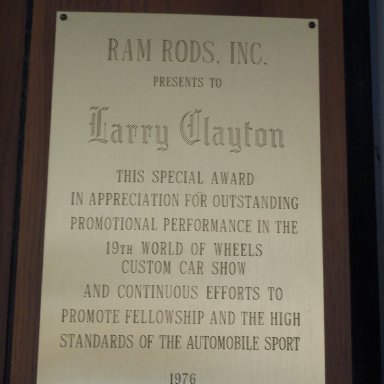 RAM RODS, INC.
PRESENTS TO
Larry Clayton
THIS SPECIAL AWARD
IN APPRECIATION FOR OUTSTANDING
PROMOTIONAL PERFORMANCE IN THE
19TH WORLD OF WHEELS
CUSTOM CAR SHOW
AND CONTINUOUS EFFORTS TO
PROMOTE FELLOWSHIP AND THE HIGH
STANDARDS OF THE AUTOMOBILE SPORT
1976